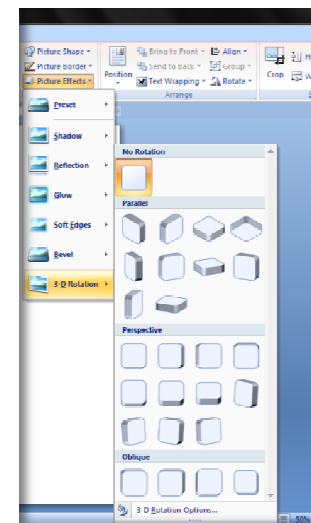 Picture Shape
Picture Border
Picture Effects
Position
Bring to Front
Send to Back
Text Wrapping
Align
Group
Rotate
Arrange
Crop
H
W
Preset
Shadow
Reflection
Glow
Soft Edges
Bevel
3-D Rotation
No Rotation
Parallel
Perspective
Oblique
3-D Rotation Options...
50%